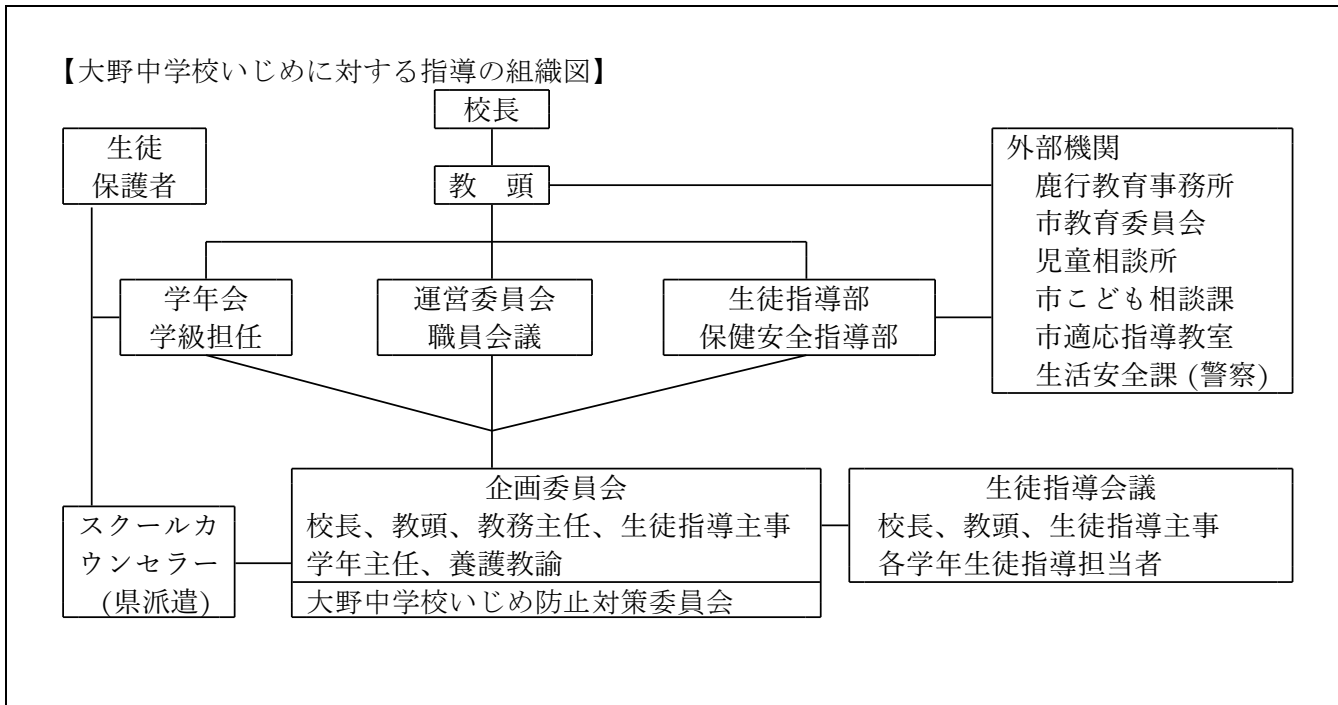 【大野中学校いじめに対する指導の組織図】
校長
生徒
保護者
教　頭
外部機関
鹿行教育事務所
市教育委員会
児童相談所
市こども相談課
市適応指導教室
生活安全課 (警察)
学年会
学級担任
運営委員会
職員会議
生徒指導部
保健安全指導部
スクールカ
ウンセラー
(県派遣)
企画委員会
校長、教頭、教務主任、生徒指導主事
学年主任、養護教諭
大野中学校いじめ防止対策委員会
生徒指導会議
校長、教頭、生徒指導主事
各学年生徒指導担当者